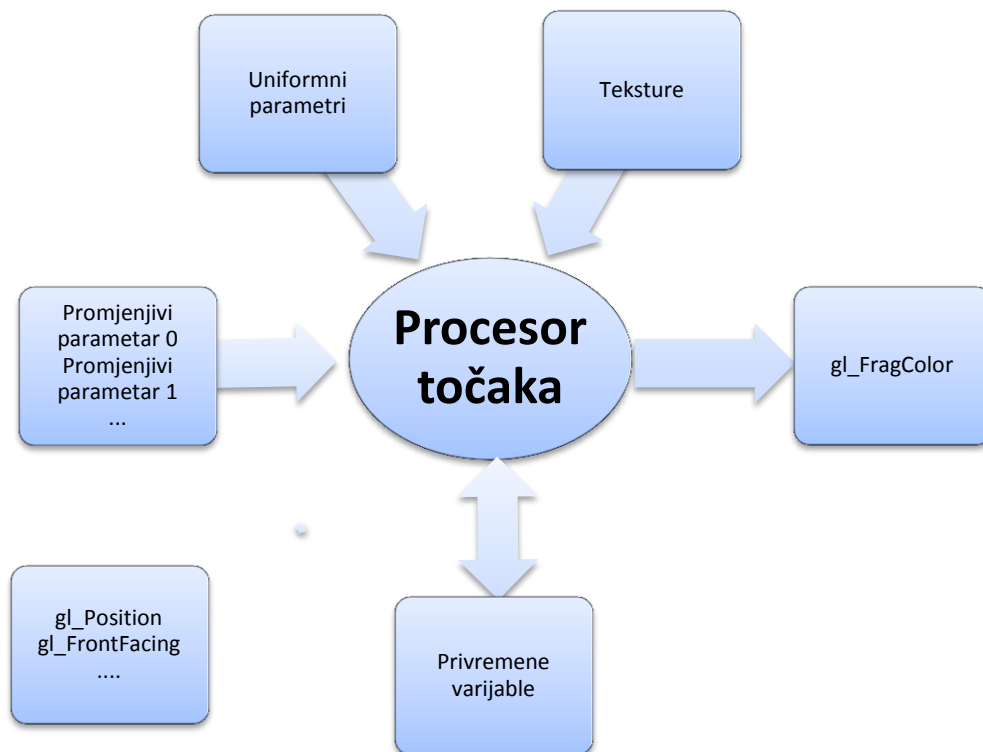 Uniformni
parametri
Teksture
Promjenjivi
parametar 0
Promjenjivi
parametar 1
...
Procesor
točaka
gl_FragColor
gl_Position
gl_FrontFacing
....
Privremene
varijable